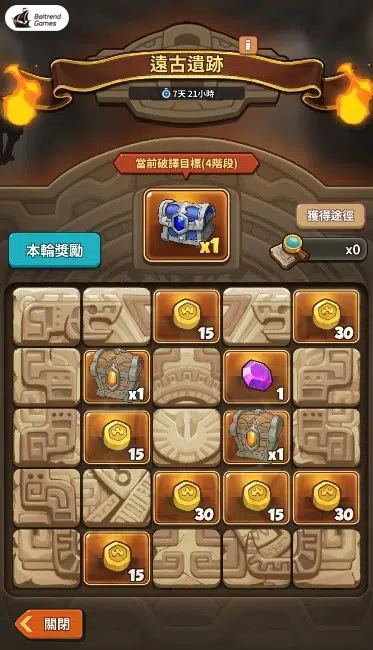 Beltrend
Games
遠古遺跡
i
7天 21小時
當前破譯目標(4階段)
獲得途徑
本輪獎勵
x1
x0
15
30
x1
1
15
x1
30
15
30
15
關閉